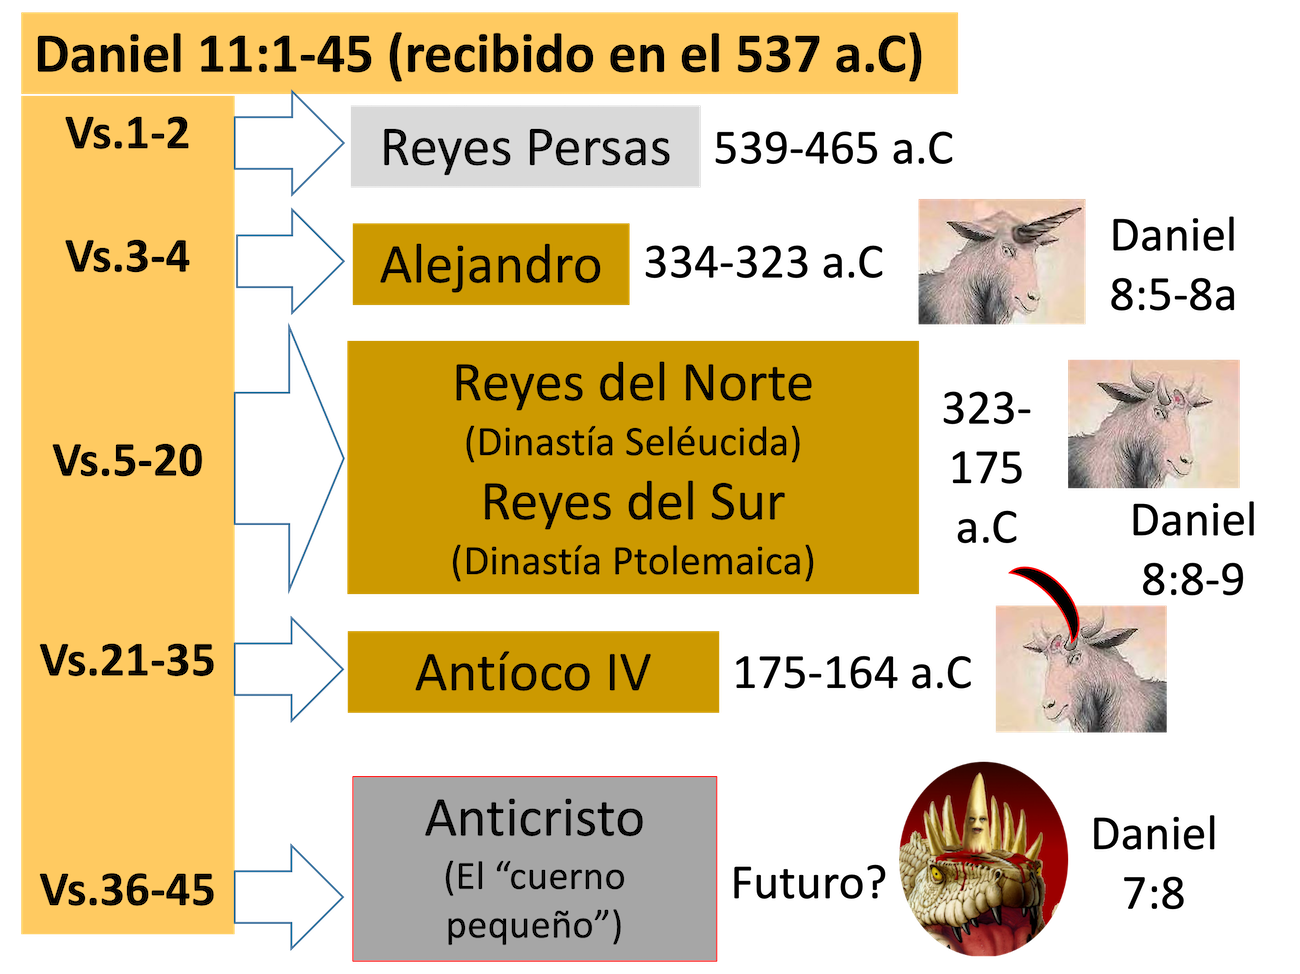 Daniel 11:1-45 (recibido en el 537 a.C)
Vs.1-2
Reyes Persas
539-465 a.C
Vs.3-4
Alejandro
334-323 a.C
Daniel
8:5-8a
Vs.5-20
Reyes del Norte
(Dinastía Seléucida)
Reyes del Sur
(Dinastía Ptolemaica)
323-
175
a.C
Daniel
8:8-9
Vs.21-35
Antíoco IV
175-164 a.C
Vs.36-45
Anticristo
(El “cuerno
pequeño”)
Futuro?
Daniel
7:8